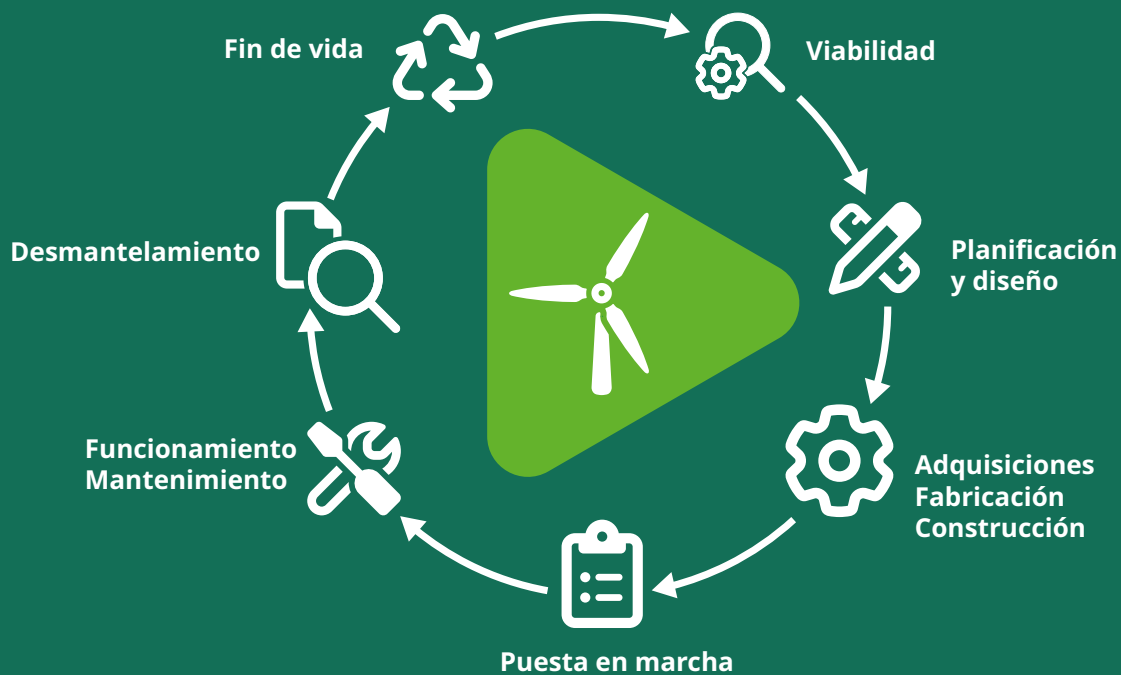 Fin de vida
Viabilidad
Desmantelamiento
Planificación
y diseño
Funcionamiento
Mantenimiento
Adquisiciones
Fabricación
Construcción
Puesta en marcha